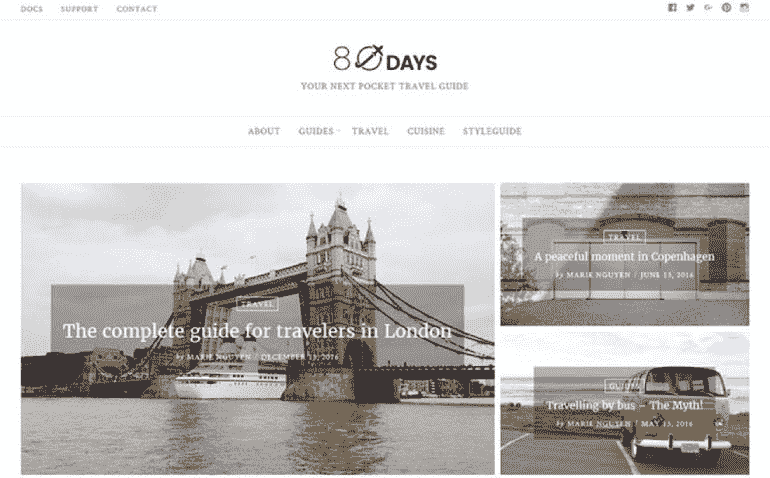 DOCS SUPPORT CONTACT
80DAYS
YOUR NEXT POCKET TRAVEL GUIDE
ABOUT GUIDES TRAVEL CUISINE STYLEGUIDE
TRAVEL
The complete guide for travelers in London
by MARIE NGUYEN / DECEMBER 13, 2016
TRAVEL
A peaceful moment in Copenhagen
by MARIE NGUYEN / JUNE 13, 2016
Travelling by bus – The Myth!
by MARIE NGUYEN / MAY 13, 2016